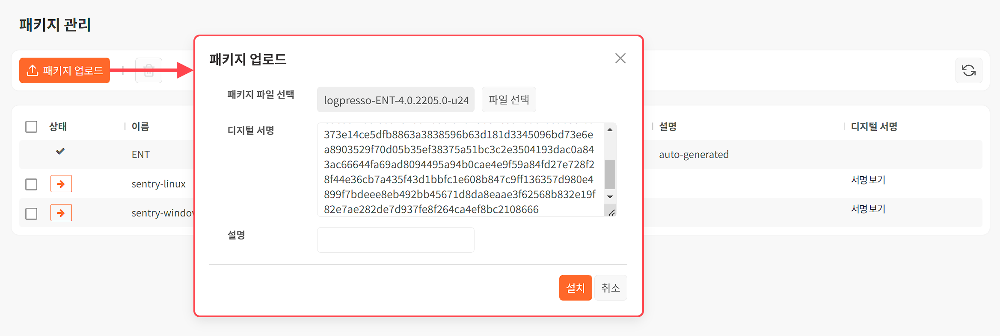 패키지 관리
패키지 업로드
상태
이름
설명
디지털 서명
ENT
auto-generated
sentry-linux
서명 보기
sentry-window
서명 보기
패키지 업로드
패키지 파일 선택
logpresso-ENT-4.0.2205.0-u24
파일 선택
디지털 서명
373e14ce5dfb8863a3838596b63d181d3345096bd73e6e
a8903529f70d05b35ef38375a51bc3c2e3504193dac0a84
3ac66644fa69ad8094495a94b0cae4e9f59a84fd27e728f2
8f44e36cb7a435f43d1bbfc1e608b847c9ff136357d980e4
899f7bdeee8eb492bb45671d8da8eaae3f62568b832e19f
82e7ae282de7d937fe8f264ca4ef8bc2108666
설명
설치
취소